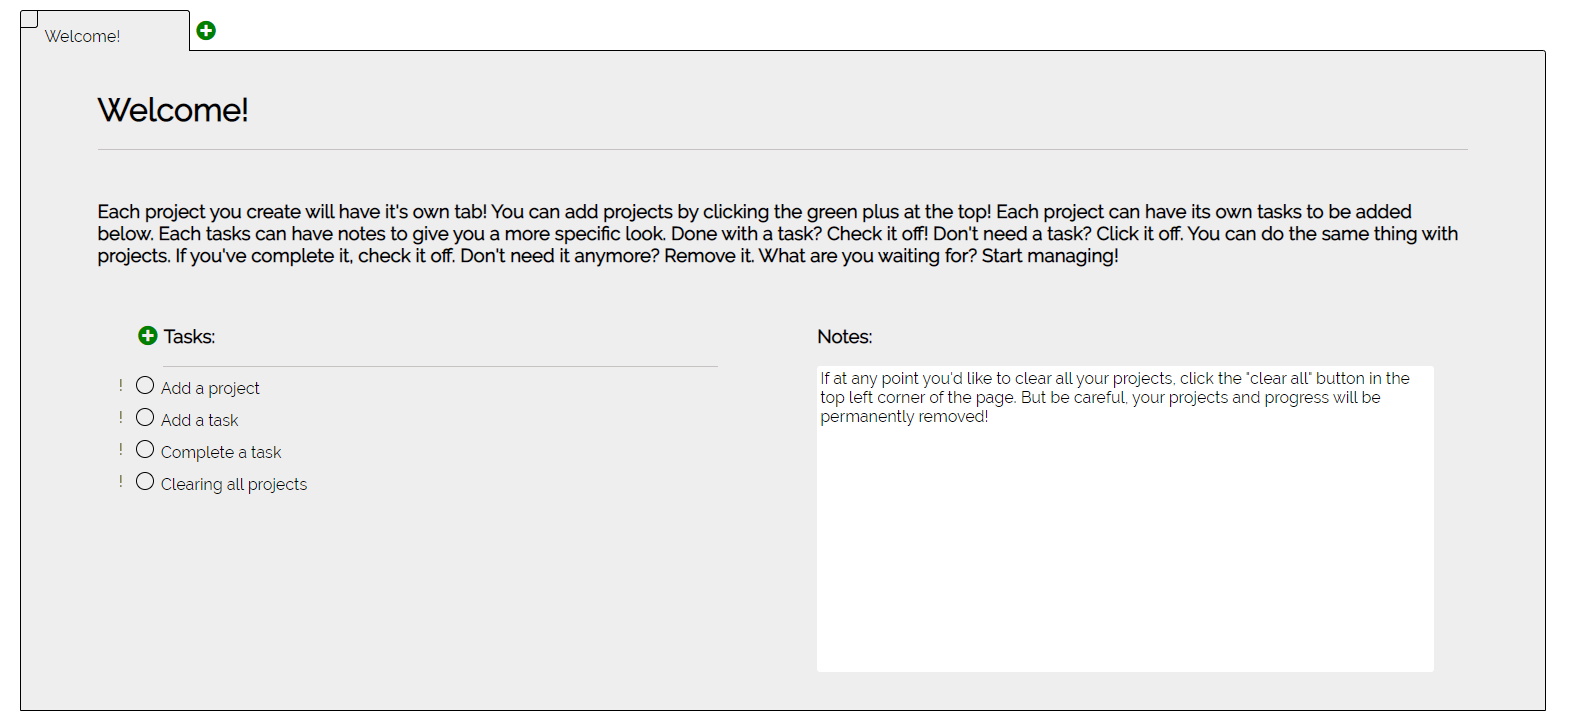 Welcome!
Welcome!
Each project you create will have it's own tab! You can add projects by clicking the green plus at the top! Each project can have its own tasks to be added
below. Each tasks can have notes to give you a more specific look. Done with a task? Check it off! Don't need a task? Click it off. You can do the same thing with
projects. If you've complete it, check it off. Don't need it anymore? Remove it. What are you waiting for? Start managing!
Tasks:
! Add a project
! Add a task
! Complete a task
! Clearing all projects
Notes:
If at any point you'd like to clear all your projects, click the "clear all" button in the
top left corner of the page. But be careful, your projects and progress will be
permanently removed!